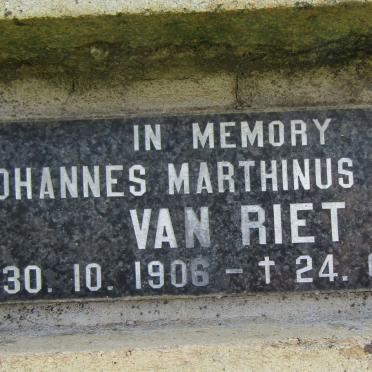 IN MEMORY
OHANNES MARTHINUS
VAN RIET
30. 10. 1906 - † 24.